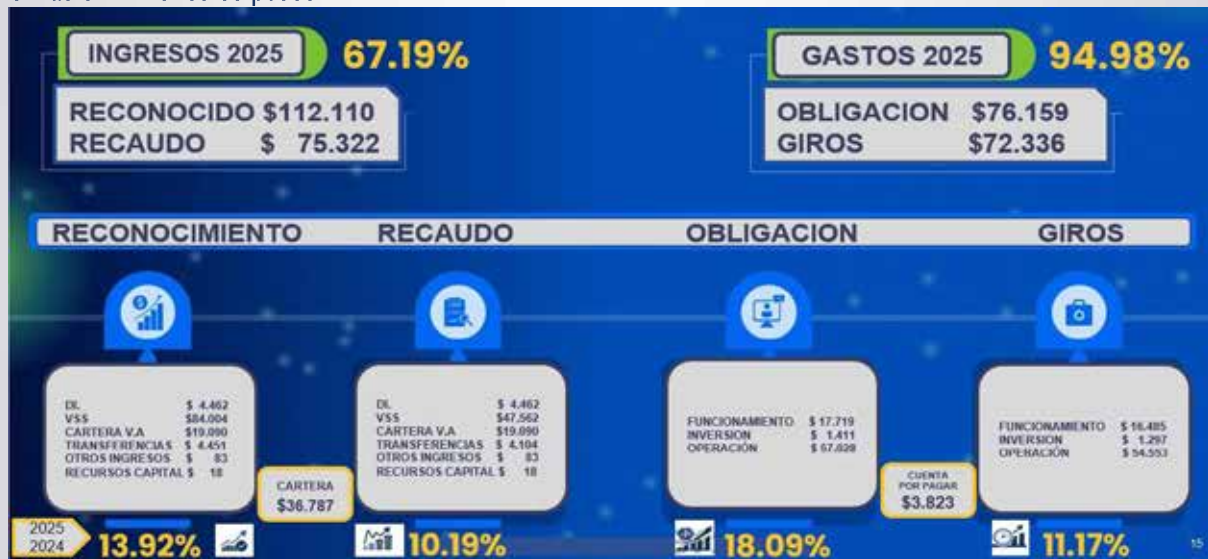 INGRESOS 2025
67.19%
RECONOCIDO $112.110
RECAUDO $ 75.322
GASTOS 2025
94.98%
OBLIGACION $76.159
GIROS $72.336
RECONOCIMIENTO
RECAUDO
OBLIGACION
GIROS
DI. $ 4.462
VSS $84.004
CARTERA V.A $19.090
TRANSFERENCIAS $ 4.451
OTROS INGRESOS $ 83
RECURSOS CAPITAL $ 18
CARTERA
$36.787
DI. $ 4.462
VSS $47.562
CARTERA V.A $19.090
TRANSFERENCIAS $ 4.104
OTROS INGRESOS $ 83
RECURSOS CAPITAL $ 18
FUNCIONAMIENTO $ 17.719
INVERSION $ 1.411
OPERACIÓN
CUENTA
POR PAGAR
$3.823
FUNCIONAMIENTO $ 16.485
INVERSION $ 1.297
OPERACIÓN $ 54.553
2025
2024
13.92%
10.19%
18.09%
11.17%
15